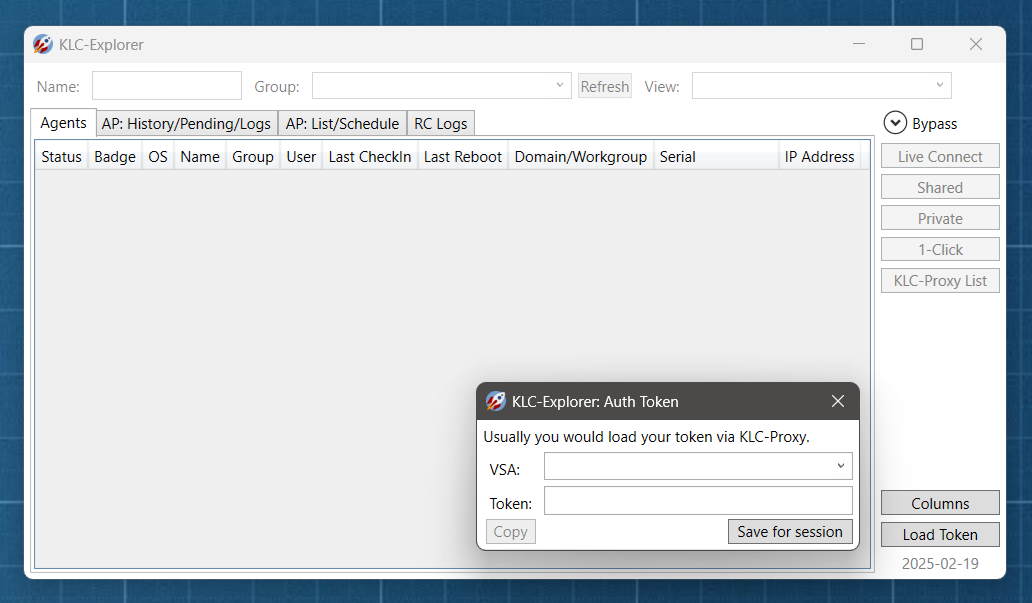 KLC-Explorer
Name: Group: Refresh View:
Agents AP: History/Pending/Logs AP: List/Schedule RC Logs Bypass
Status Badge OS Name Group User Last CheckIn Last Reboot Domain/Workgroup Serial IP Address
Live Connect
Shared
Private
1-Click
KLC-Proxy List
KLC-Explorer: Auth Token
Usually you would load your token via KLC-Proxy.
VSA:
Token:
Copy Save for session
Columns
Load Token
2025-02-19